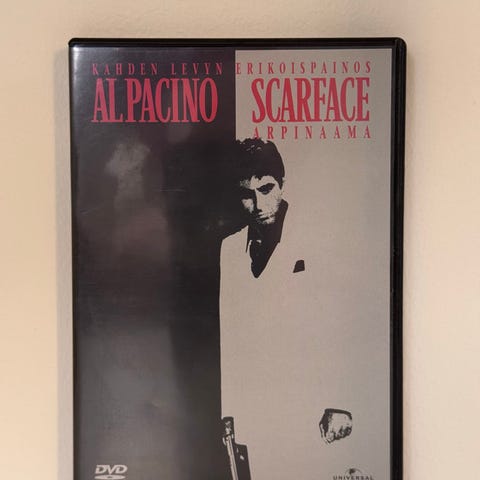 KAHDEN LEVYN ERIKOISPAINOS
AL PACINO SCARFACE
ARPINAAMA
DVD
UNIVERSAL